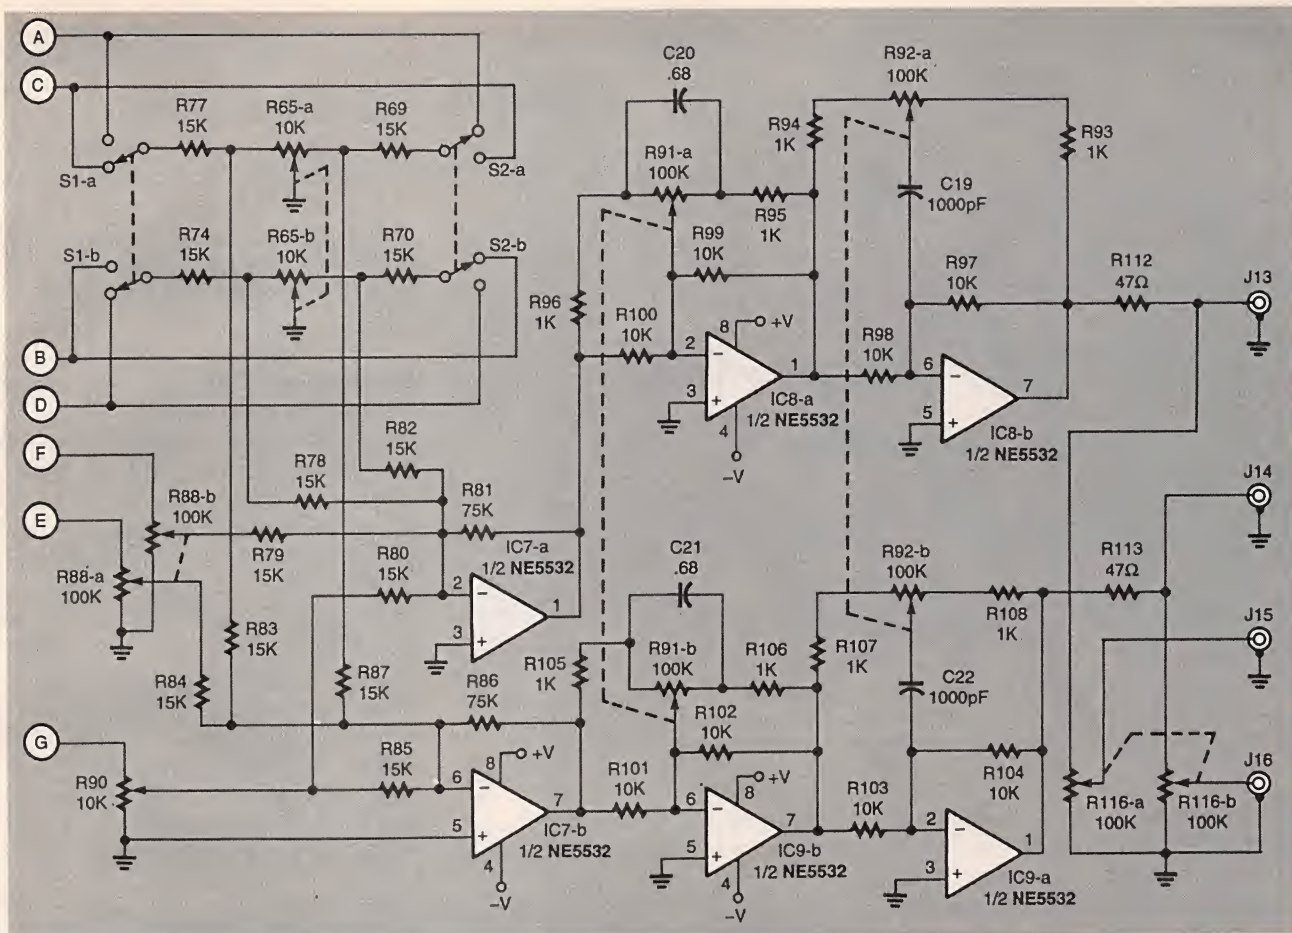 A
C
R77
15K
R65-a
10K
R69
15K
S1-a
S2-a
C20
.68
R91-a
100K
R94
1K
R92-a
100K
R93
1K
C19
1000pF
R95
1K
R99
10K
S1-b
R74
15K
R65-b
10K
R70
15K
S2-b
R96
1K
R100
10K
R97
10K
R112
47Ω
J13
B
D
2
−
8
+V
1
3
+
4
−V
IC8-a
1/2 NE5532
R98
10K
6
−
7
5
+
IC8-b
1/2 NE5532
F
E
R82
15K
R78
15K
R88-b
100K
R81
75K
R79
15K
R80
15K
IC7-a
1/2 NE5532
R88-a
100K
2
−
1
3
+
J14
C21
.68
R92-b
100K
R108
1K
R113
47Ω
J15
R83
15K
R84
15K
R87
15K
R86
75K
R105
1K
R91-b
100K
R106
1K
R107
1K
C22
1000pF
R102
10K
G
R90
10K
R85
15K
6
−
8
+V
7
5
+
4
−V
IC7-b
1/2 NE5532
R101
10K
6
−
8
+V
7
5
+
4
−V
IC9-b
1/2 NE5532
R103
10K
R104
10K
2
−
1
3
+
IC9-a
1/2 NE5532
R116-a
100K
R116-b
100K
J16